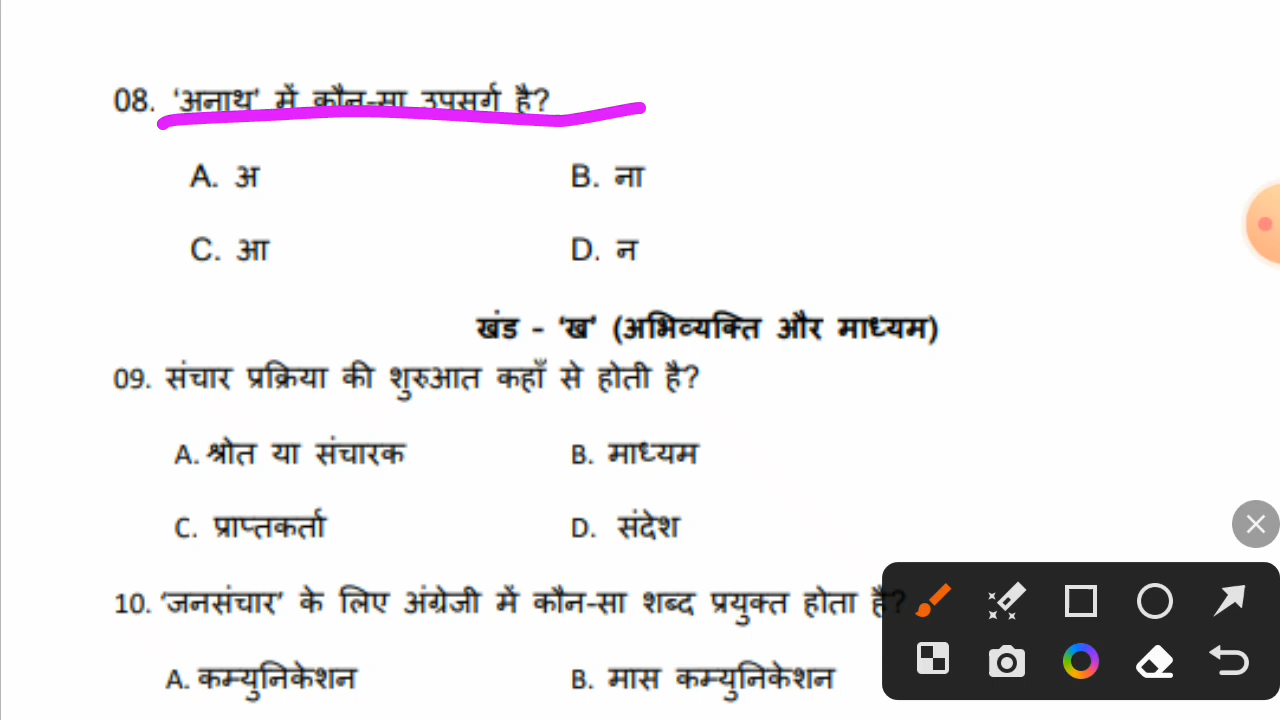 08. 'अनाथ' में कौन-सा उपसर्ग है?
A. अ B. ना
C. आ D. न
खंड - 'ख' (अभिव्यक्ति और माध्यम)
09. संचार प्रक्रिया की शुरुआत कहाँ से होती है?
A. श्रोत या संचारक B. माध्यम
C. प्राप्तकर्ता D. संदेश
10. 'जनसंचार' के लिए अंग्रेजी में कौन-सा शब्द प्रयुक्त होता है?
A. कम्युनिकेशन B. मास कम्युनिकेशन